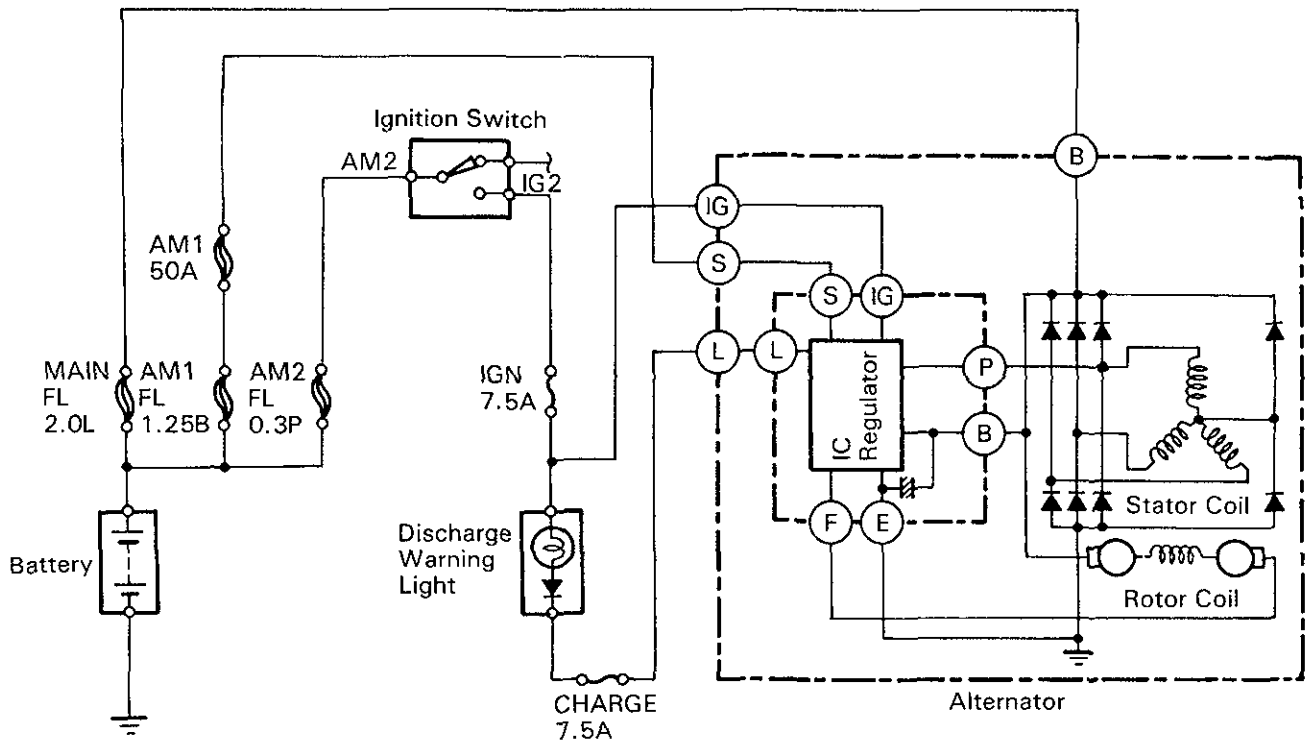 Ignition Switch
AM2
IG2
B
IG
S
AM1
50A
S
IG
L
L
P
MAIN
FL
2.0L
AM1
FL
1.25B
AM2
FL
0.3P
IGN
7.5A
IC
Regulator
B
F
E
Stator Coil
Battery
Discharge
Warning
Light
Rotor Coil
CHARGE
7.5A
Alternator